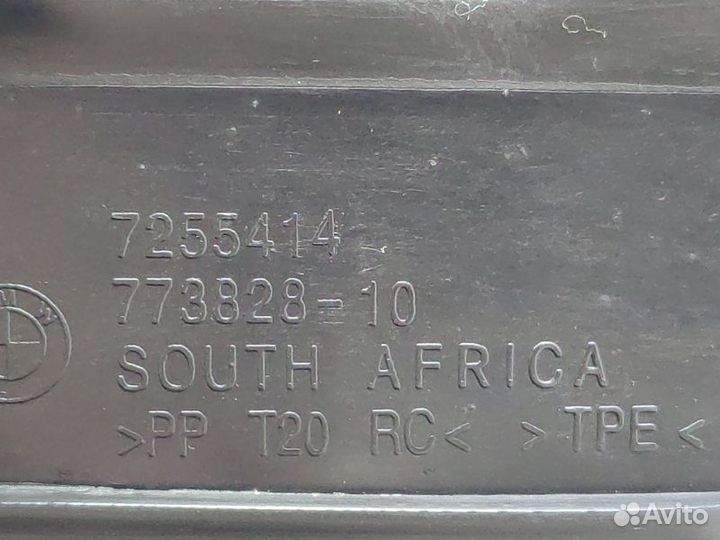 7255414
773828-10
SOUTH AFRICA
>PP T20 RC< >TPE<
Avito